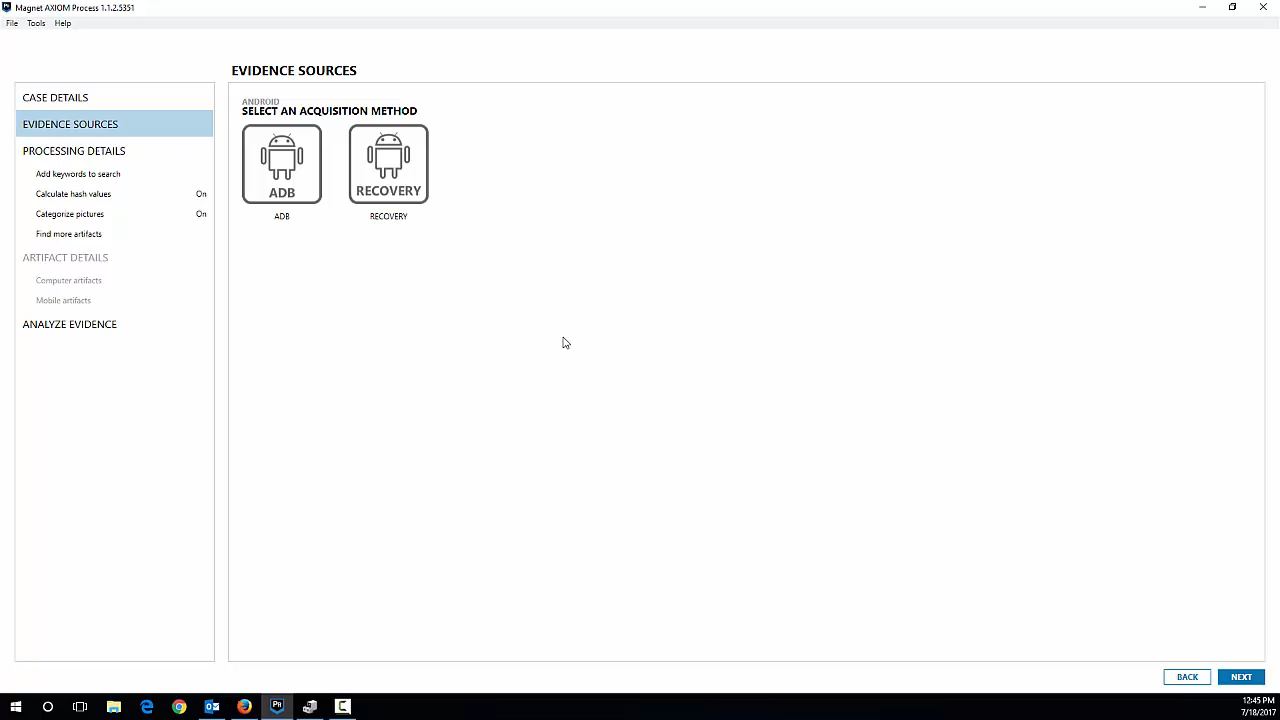 Magnet AXIOM Process 1.1.2.5351
File Tools Help
EVIDENCE SOURCES
CASE DETAILS
EVIDENCE SOURCES
PROCESSING DETAILS
Add keywords to search
Calculate hash values On
Categorize pictures On
Find more artifacts
ARTIFACT DETAILS
Computer artifacts
Mobile artifacts
ANALYZE EVIDENCE
ANDROID
SELECT AN ACQUISITION METHOD
ADB RECOVERY
ADB RECOVERY
BACK NEXT
12:45 PM
7/18/2017